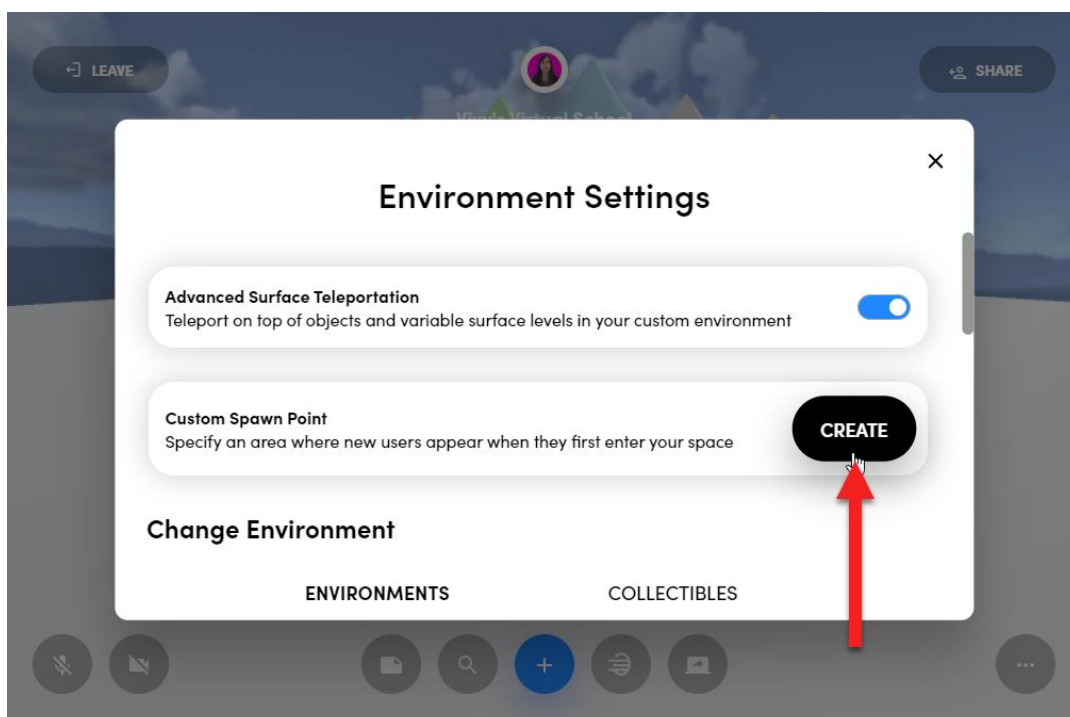 LEAVE
SHARE
Virtual School
Environment Settings
Advanced Surface Teleportation
Teleport on top of objects and variable surface levels in your custom environment
Custom Spawn Point
Specify an area where new users appear when they first enter your space
CREATE
Change Environment
ENVIRONMENTS COLLECTIBLES